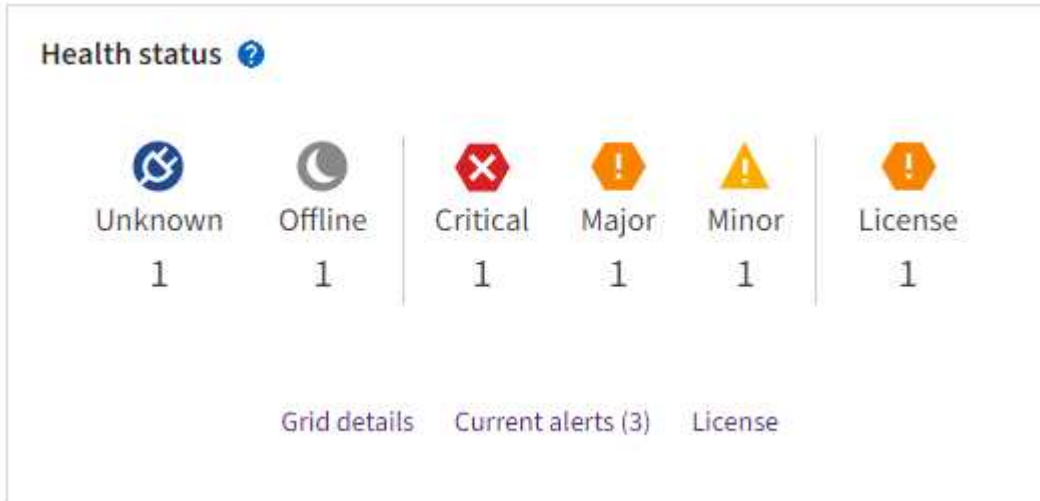 Health status ?
Unknown Offline Critical Major Minor License
1 1 1 1 1 1
Grid details Current alerts (3) License